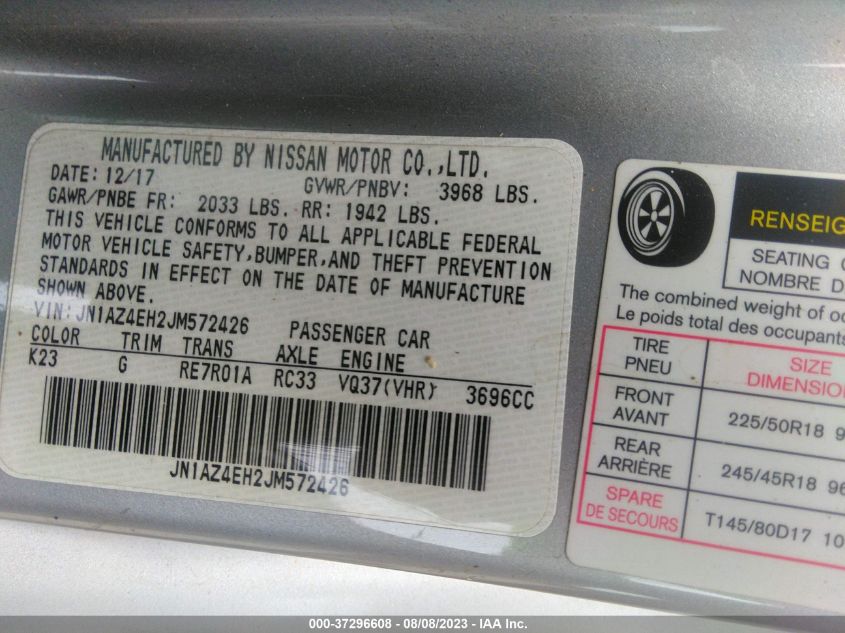 MANUFACTURED BY NISSAN MOTOR CO.,LTD.
DATE: 12/17 GVWR/PNBV: 3968 LBS.
GAWR/PNBE FR: 2033 LBS. RR: 1942 LBS.
THIS VEHICLE CONFORMS TO ALL APPLICABLE FEDERAL
MOTOR VEHICLE SAFETY,BUMPER,AND THEFT PREVENTION
STANDARDS IN EFFECT ON THE DATE OF MANUFACTURE
SHOWN ABOVE.
VIN:JN1AZ4EH2JM572426 PASSENGER CAR
COLOR TRIM TRANS AXLE ENGINE
K23 G RE7R01A RC33 VQ37(VHR) 3696CC
JN1AZ4EH2JM572426
RENSEIG
SEATING
NOMBRE
The combined weight of
Le poids total des occupants
TIRE SIZE
PNEU DIMENSION
FRONT
AVANT 225/50R18
REAR
ARRIÈRE 245/45R18 96
SPARE
DE SECOURS T145/80D17 10
000-37296608 - 08/08/2023 - IAA Inc.